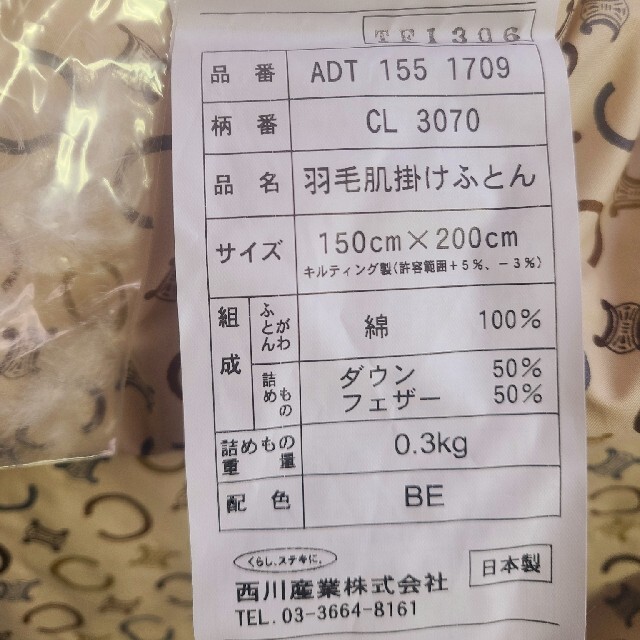 TFI306
品番 ADT 155 1709
柄番 CL 3070
品名 羽毛肌掛けふとん
サイズ 150cm×200cm
キルティング製(許容範囲+5%、-3%)
組成 ふとんがわ 綿 100%
詰めもの ダウン 50%
フェザー 50%
詰めもの重量 0.3kg
配色 BE
くらし、ステキに。
西川産業株式会社 日本製
TEL. 03-3664-8161